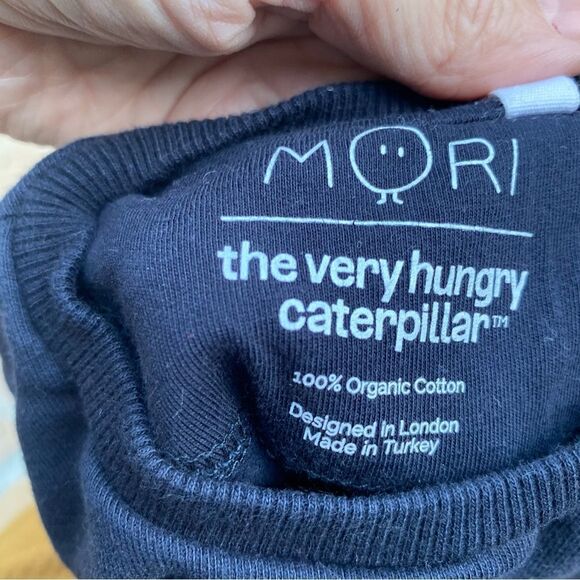 MORI
the very hungry
caterpillar™
100% Organic Cotton
Designed in London
Made in Turkey